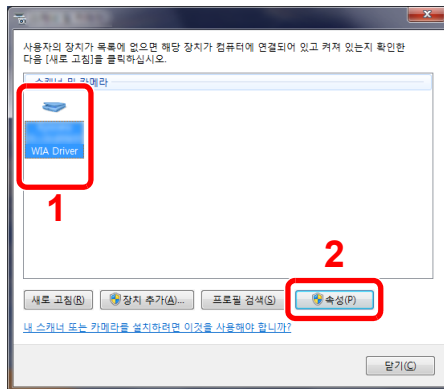 사용자의 장치가 목록에 없으면 해당 장치가 컴퓨터에 연결되어 있고 켜져 있는지 확인한
다음 [새로 고침]을 클릭하십시오.
스캐너 및 카메라
WIA Driver
1
2
새로 고침(R) 장치 추가(A)... 프로필 검색(S) 속성(P)
내 스캐너 또는 카메라를 설치하려면 이것을 사용해야 합니까?
닫기(C)